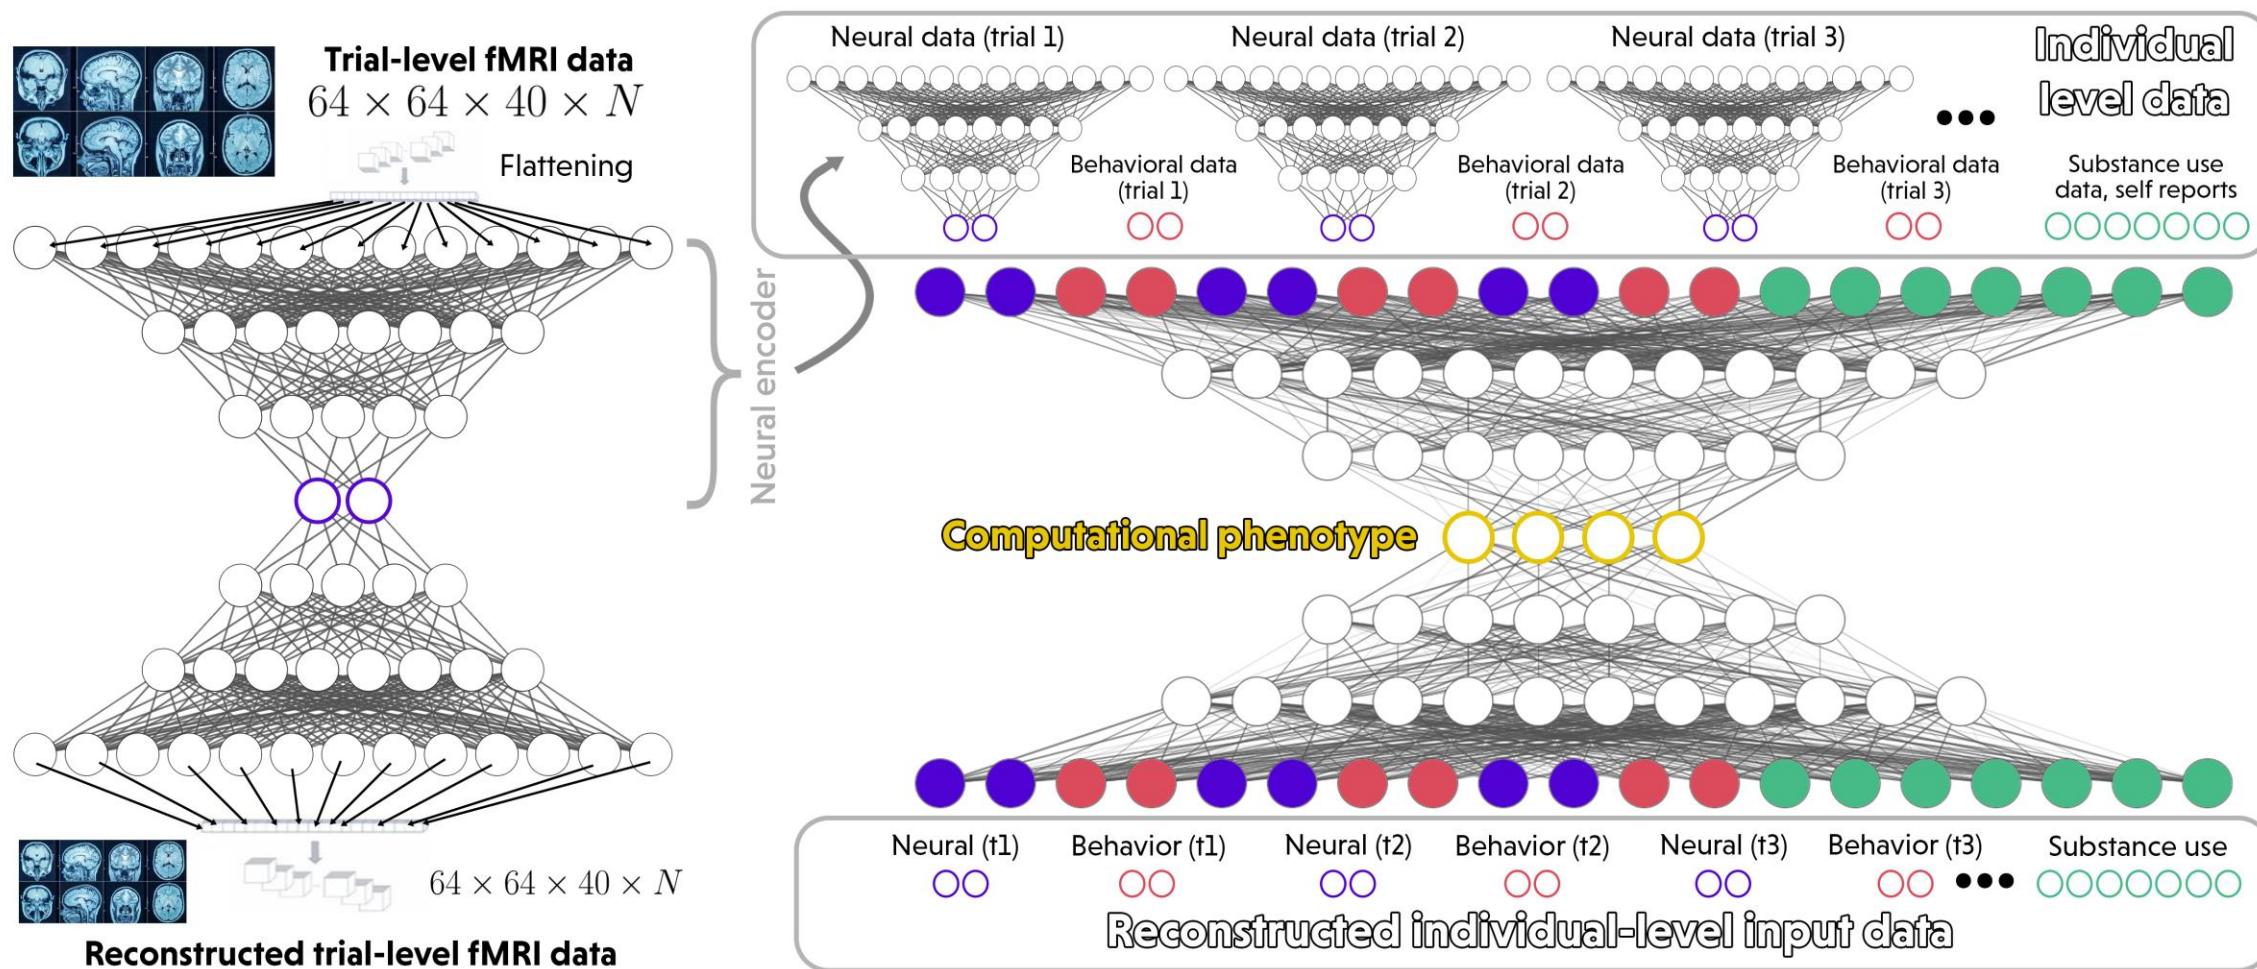 Trial-level fMRI data
64 × 64 × 40 × N
Flattening
Neural encoder
Reconstructed trial-level fMRI data
64 × 64 × 40 × N
Neural data (trial 1)
Neural data (trial 2)
Neural data (trial 3)
Individual
level data
Behavioral data
(trial 1)
Behavioral data
(trial 2)
Behavioral data
(trial 3)
Substance use
data, self reports
Computational phenotype
Neural (t1)
Behavior (t1)
Neural (t2)
Behavior (t2)
Neural (t3)
Behavior (t3)
Substance use
Reconstructed individual-level input data